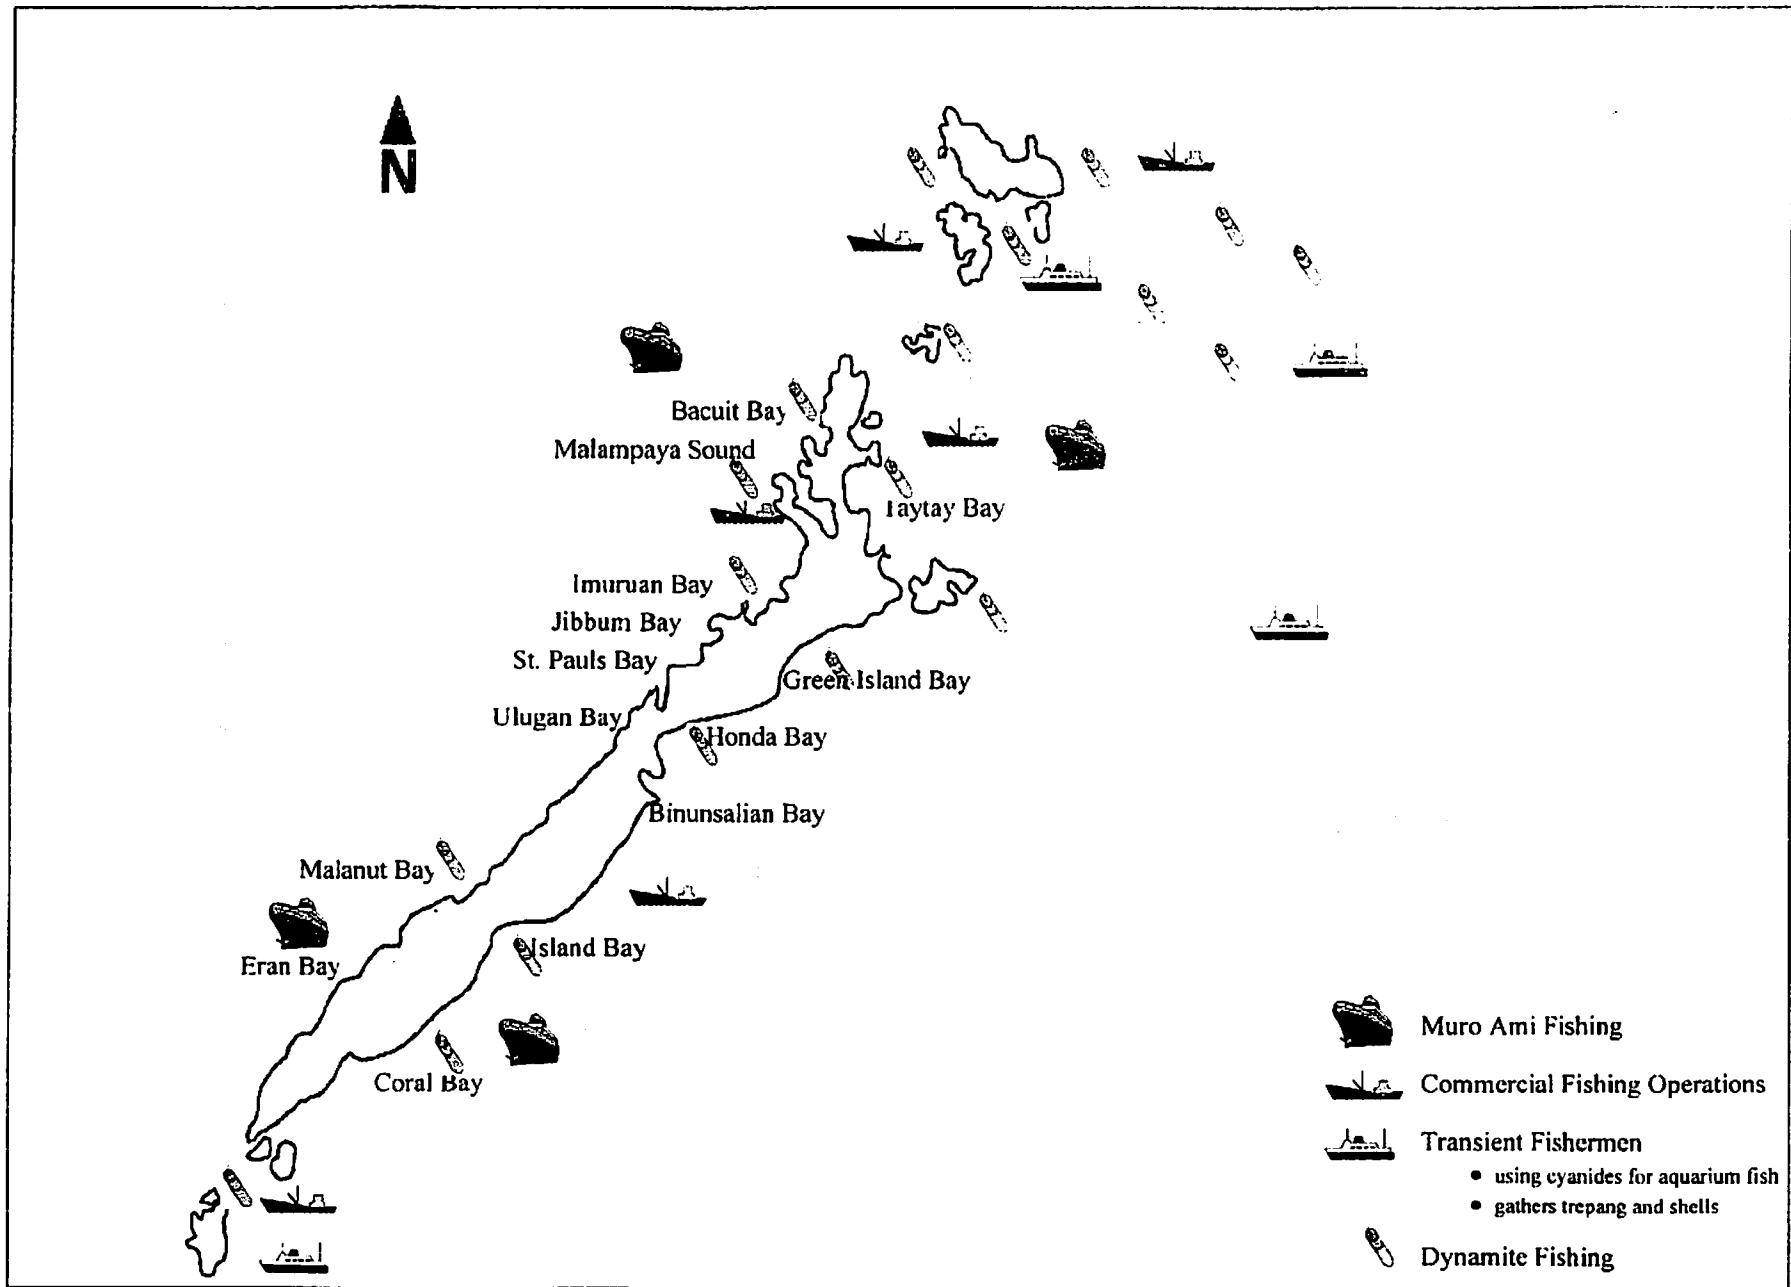 N
Bacuit Bay
Malampaya Sound
Taytay Bay
Imuruan Bay
Jibbum Bay
St. Pauls Bay
Green Island Bay
Ulugan Bay
Honda Bay
Binunsalian Bay
Malanut Bay
Island Bay
Eran Bay
Coral Bay
Muro Ami Fishing
Commercial Fishing Operations
Transient Fishermen
• using cyanides for aquarium fish
• gathers trepang and shells
Dynamite Fishing